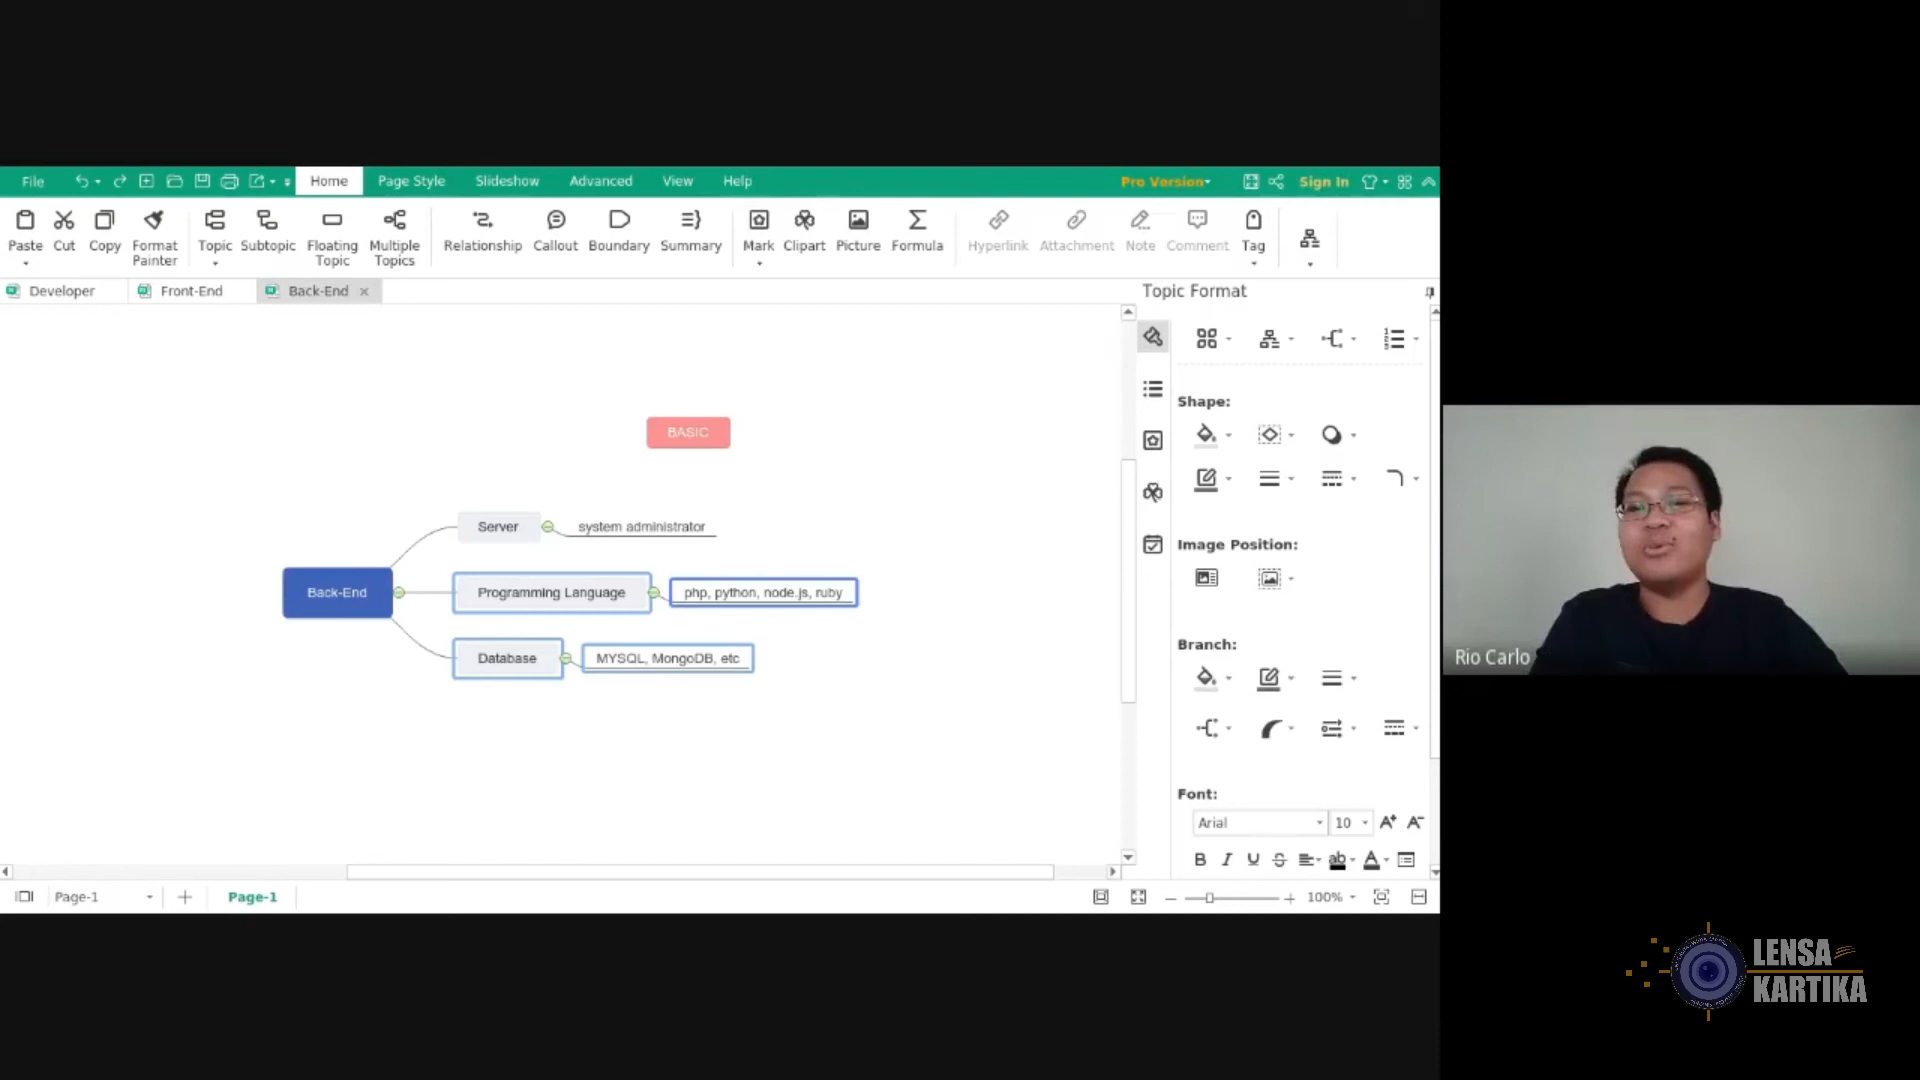 File Home Page Style Slideshow Advanced View Help Pro Version Sign In
Paste Cut Copy Format Painter Topic Subtopic Floating Topic Multiple Topics Relationship Callout Boundary Summary Mark Clipart Picture Formula Hyperlink Attachment Note Comment Tag
Developer Front-End Back-End
Topic Format
BASIC
Shape:
Server system administrator
Image Position:
Back-End Programming Language php, python, node.js, ruby
Database MYSQL, MongoDB, etc
Branch:
Font:
Arial 10
B I U S ab A
Page-1 Page-1 100%
Rio Carlo
LENSA
KARTIKA